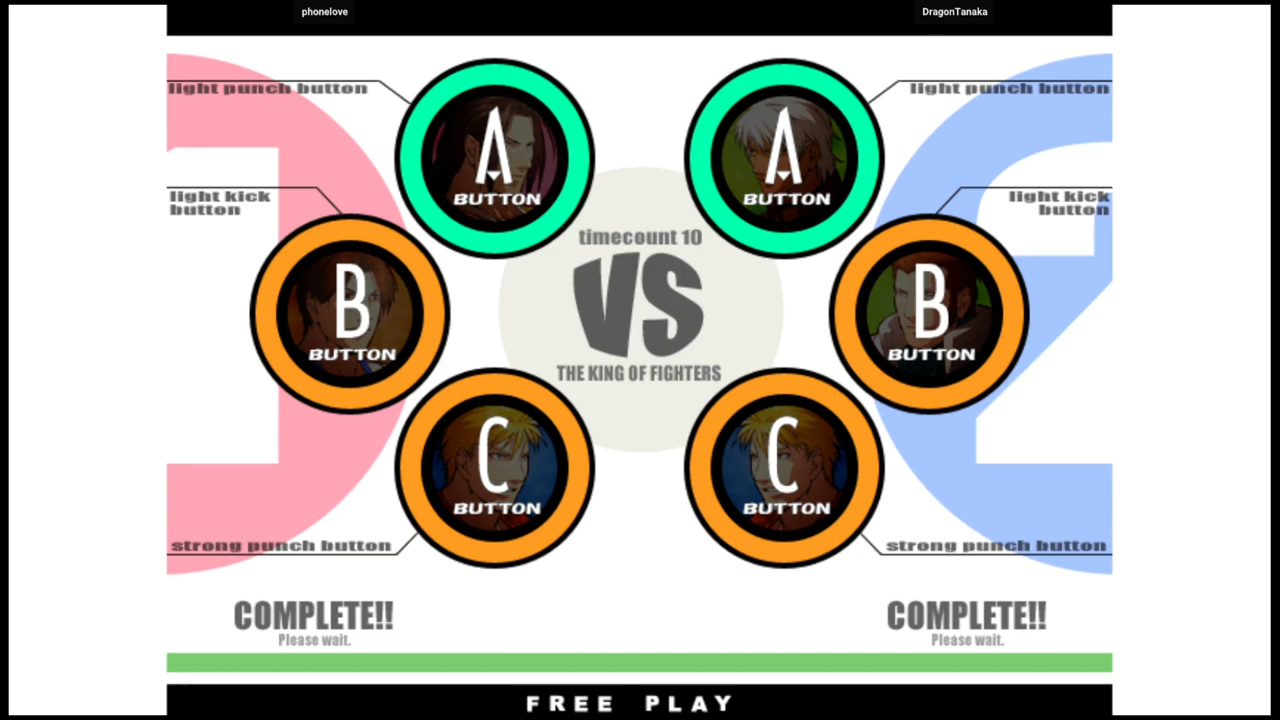 phonelove
DragonTanaka
light punch button
light punch button
A
BUTTON
A
BUTTON
light kick
button
light kick
button
timecount 10
VS
THE KING OF FIGHTERS
B
BUTTON
B
BUTTON
C
BUTTON
C
BUTTON
strong punch button
strong punch button
COMPLETE!!
Please wait.
COMPLETE!!
Please wait.
FREE PLAY